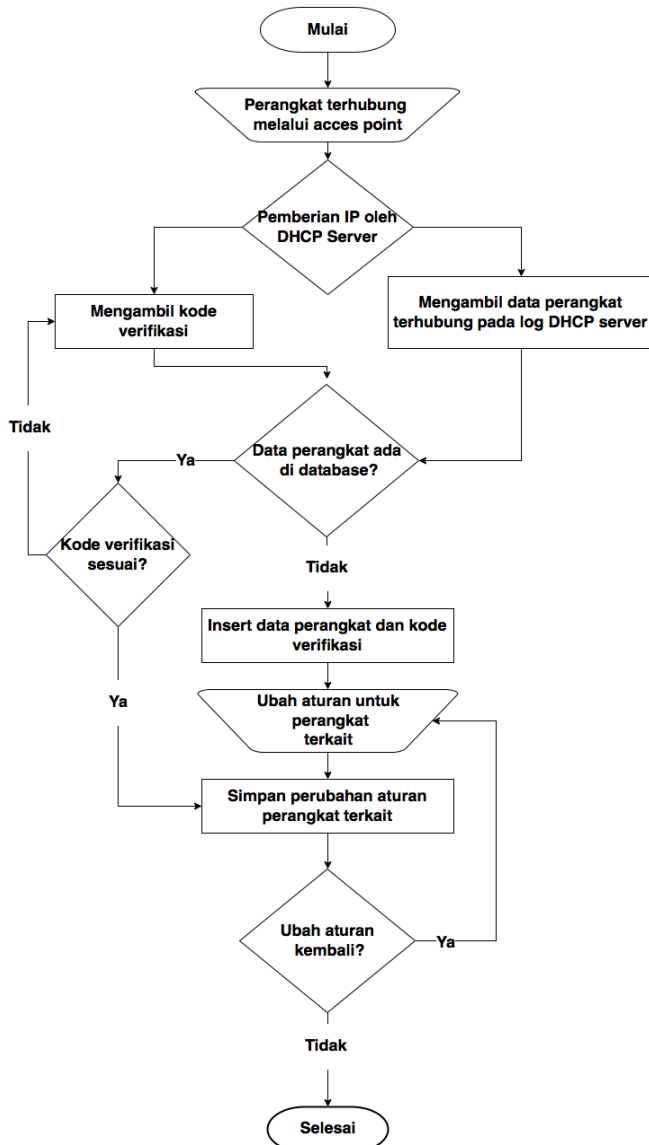 Mulai
Perangkat terhubung
melalui acces point
Pemberian IP oleh
DHCP Server
Mengambil kode
verifikasi
Mengambil data perangkat
terhubung pada log DHCP server
Tidak
Data perangkat ada
di database?
Ya
Kode verifikasi
sesuai?
Tidak
Insert data perangkat dan kode
verifikasi
Ya
Ubah aturan untuk
perangkat
terkait
Simpan perubahan aturan
perangkat terkait
Ubah aturan
kembali?
Ya
Tidak
Selesai